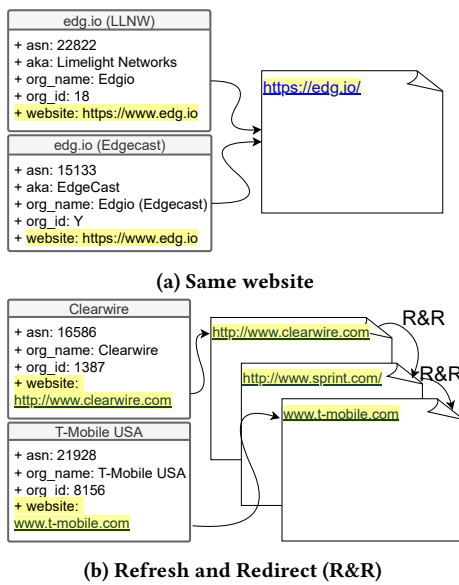 edg.io (LLNW)
+ asn: 22822
+ aka: Limelight Networks
+ org_name: Edgio
+ org_id: 18
+ website: https://www.edg.io
https://edg.io/
edg.io (Edgecast)
+ asn: 15133
+ aka: EdgeCast
+ org_name: Edgio (Edgecast)
+ org_id: Y
+ website: https://www.edg.io
(a) Same website
Clearwire
+ asn: 16586
+ org_name: Clearwire
+ org_id: 1387
+ website:
http://www.clearwire.com
http://www.clearwire.com
R&R
http://www.sprint.com/
R&R
www.t-mobile.com
T-Mobile USA
+ asn: 21928
+ org_name: T-Mobile USA
+ org_id: 8156
+ website:
www.t-mobile.com
(b) Refresh and Redirect (R&R)